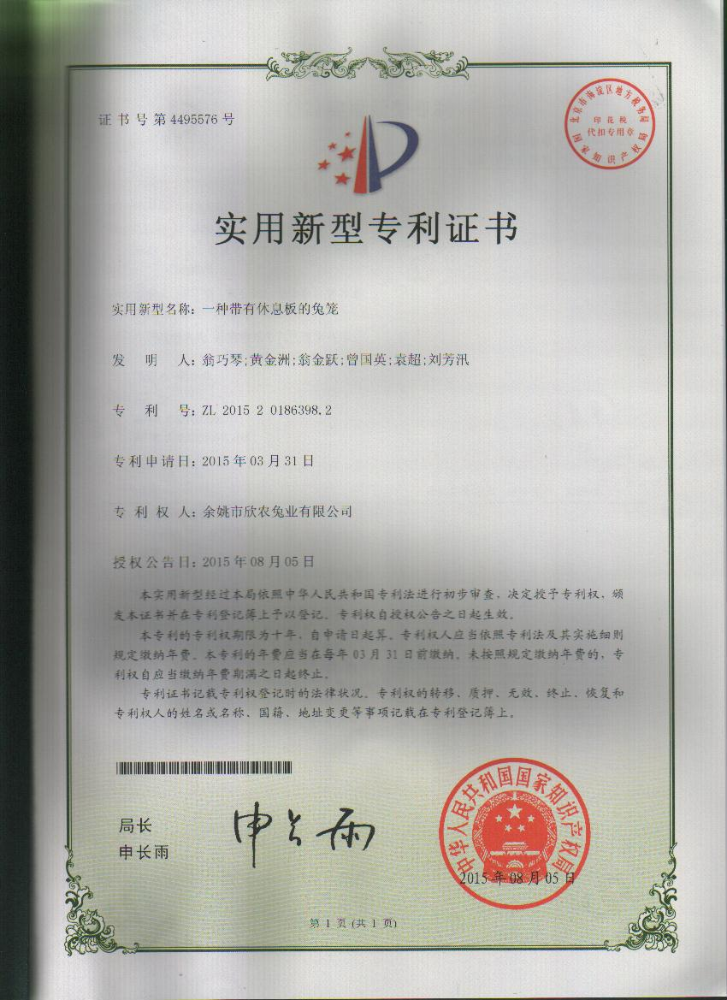 证书号第4495576号
北京市海淀区地方税务局
印花税
代扣专用章
国家知识产权局
实用新型专利证书
实用新型名称：一种带有休息板的兔笼
发明人：翁巧琴;黄金洲;翁金跃;曾国英;袁超;刘芳汛
专利号：ZL 2015 2 0186398.2
专利申请日：2015年03月31日
专利权人：余姚市欣农兔业有限公司
授权公告日：2015年08月05日
本实用新型经过本局依照中华人民共和国专利法进行初步审查，决定授予专利权，颁
发本证书并在专利登记簿上予以登记。专利权自授权公告之日起生效。
本专利的专利权期限为十年，自申请日起算。专利权人应当依照专利法及其实施细则
规定缴纳年费。本专利的年费应当在每年03月31日前缴纳。未按照规定缴纳年费的，专
利权自应当缴纳年费期满之日起终止。
专利证书记载专利权登记时的法律状况。专利权的转移、质押、无效、终止、恢复和
专利权人的姓名或名称、国籍、地址变更等事项记载在专利登记簿上。
局长
申长雨
申长雨
中华人民共和国国家知识产权局
2015年08月05日
第 1 页 (共 1 页)